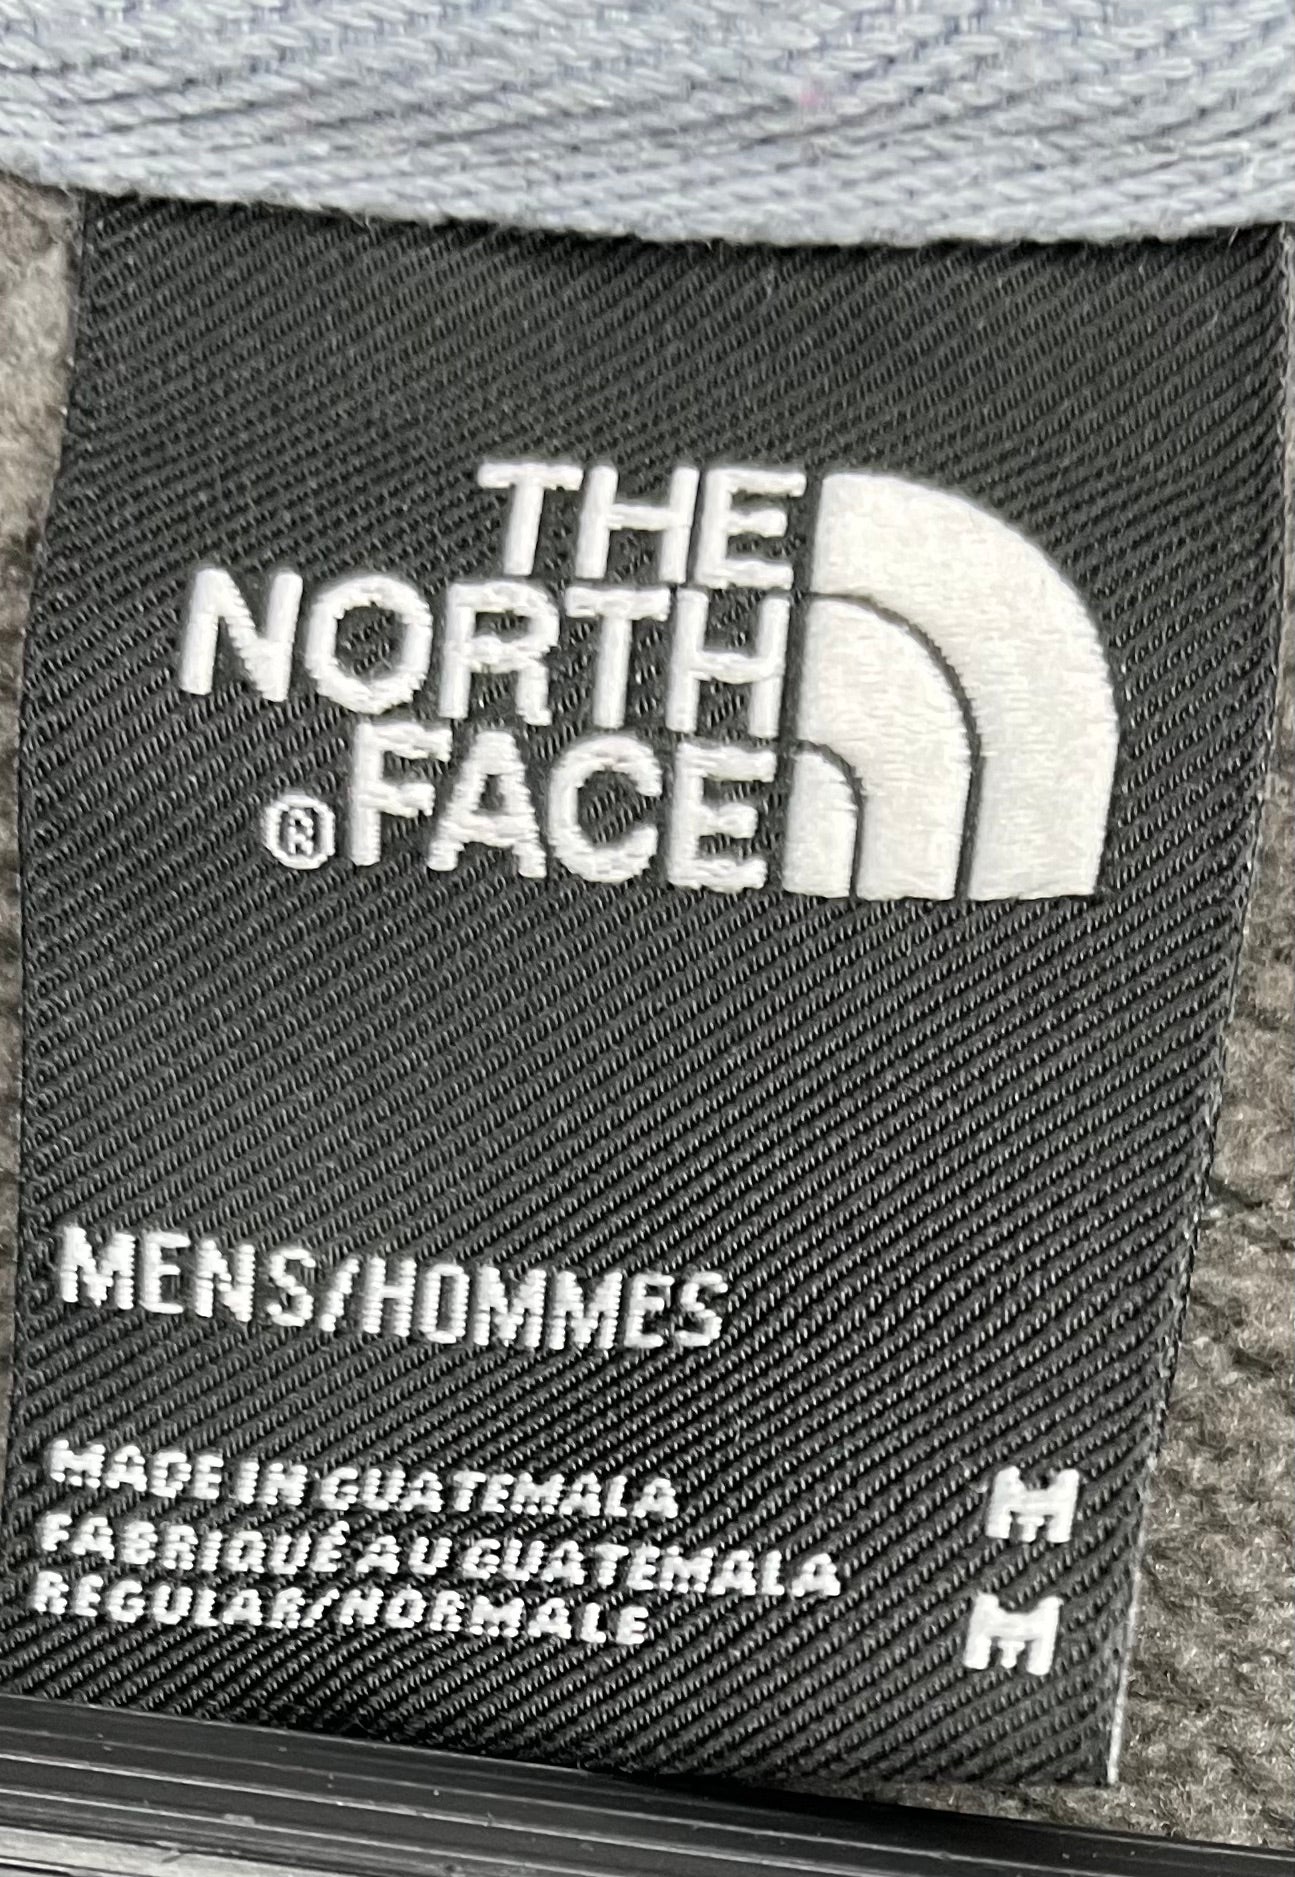 THE
NORTH
®FACE
MENS/HOMMES
MADE IN GUATEMALA M
FABRIQUÉ AU GUATEMALA
REGULAR/NORMALE M